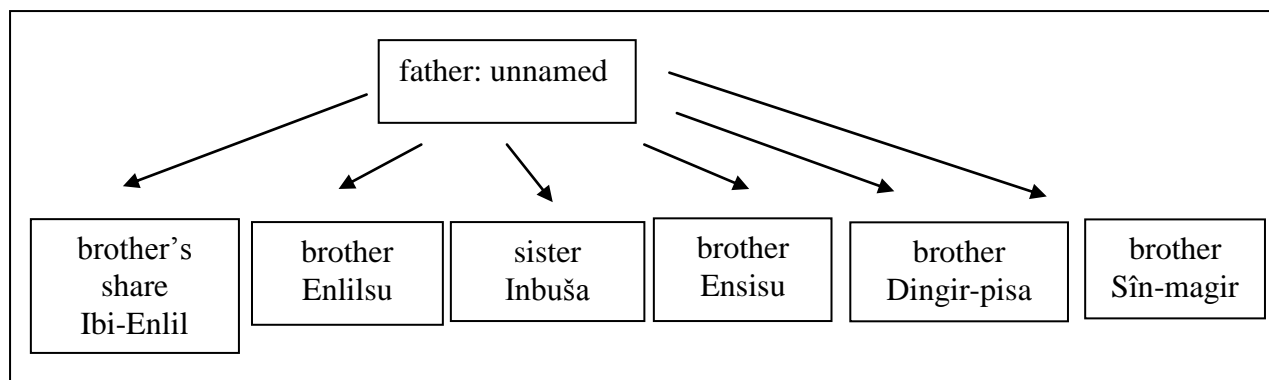 father: unnamed
brother's
share
Ibi-Enlil
brother
Enlilsu
sister
Inbuša
brother
Ensisu
brother
Dingir-pisa
brother
Sîn-magir